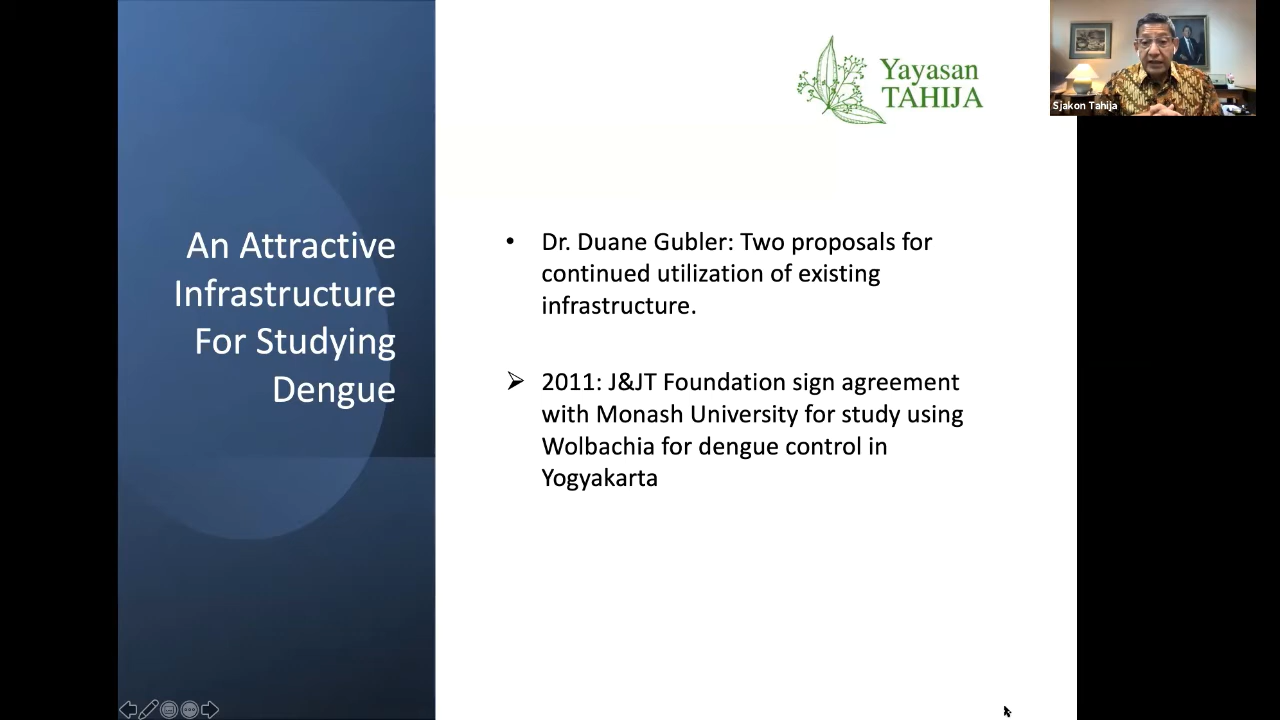 Yayasan
TAHIJA
Sjakon Tahija
An Attractive
Infrastructure
For Studying
Dengue
• Dr. Duane Gubler: Two proposals for
continued utilization of existing
infrastructure.
➢ 2011: J&JT Foundation sign agreement
with Monash University for study using
Wolbachia for dengue control in
Yogyakarta